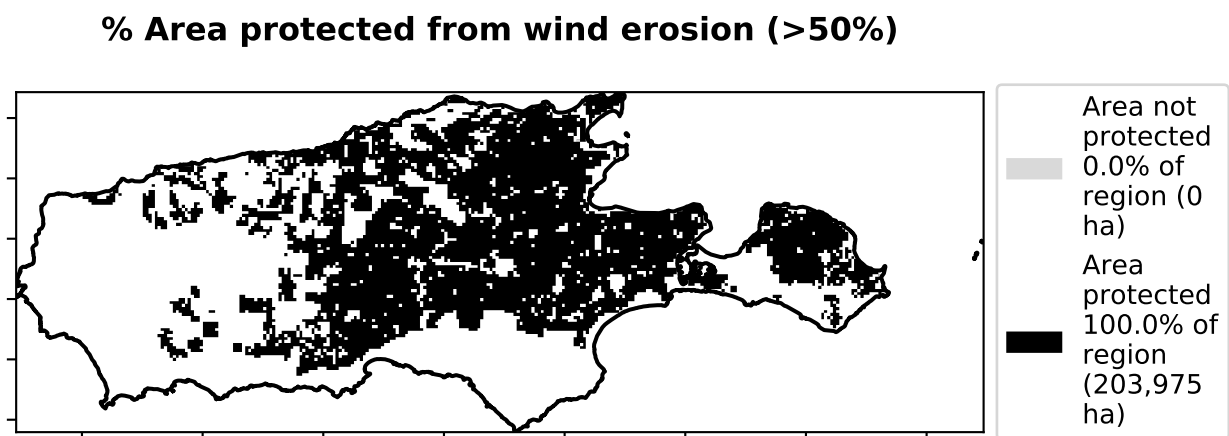 % Area protected from wind erosion (>50%)
Area not
protected
0.0% of
region (0
ha)
Area
protected
100.0% of
region
(203,975
ha)